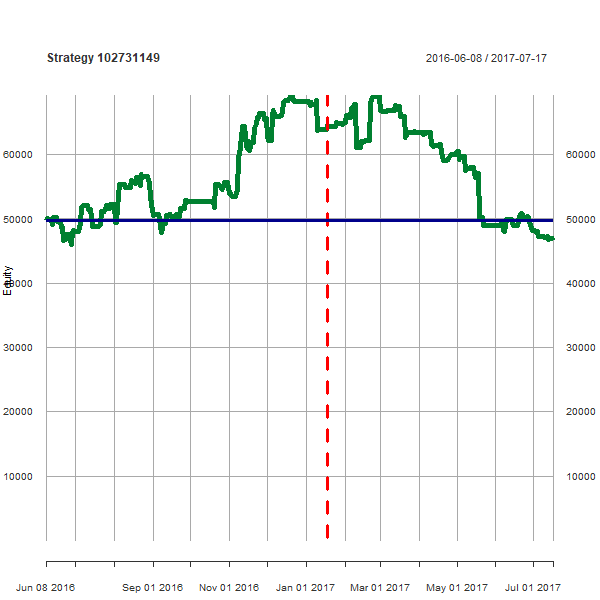 Strategy 102731149 2016-06-08 / 2017-07-17
60000 60000
50000 50000
Equity
40000 40000
30000 30000
20000 20000
10000 10000
Jun 08 2016 Sep 01 2016 Nov 01 2016 Jan 01 2017 Mar 01 2017 May 01 2017 Jul 01 2017